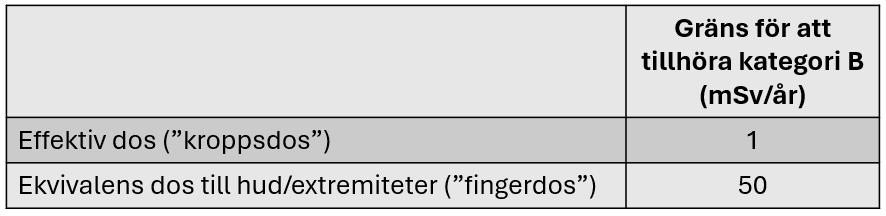 Gräns för att
tillhöra kategori B
(mSv/år)
Effektiv dos (”kroppsdos”) 1
Ekvivalens dos till hud/extremiteter (”fingerdos”) 50